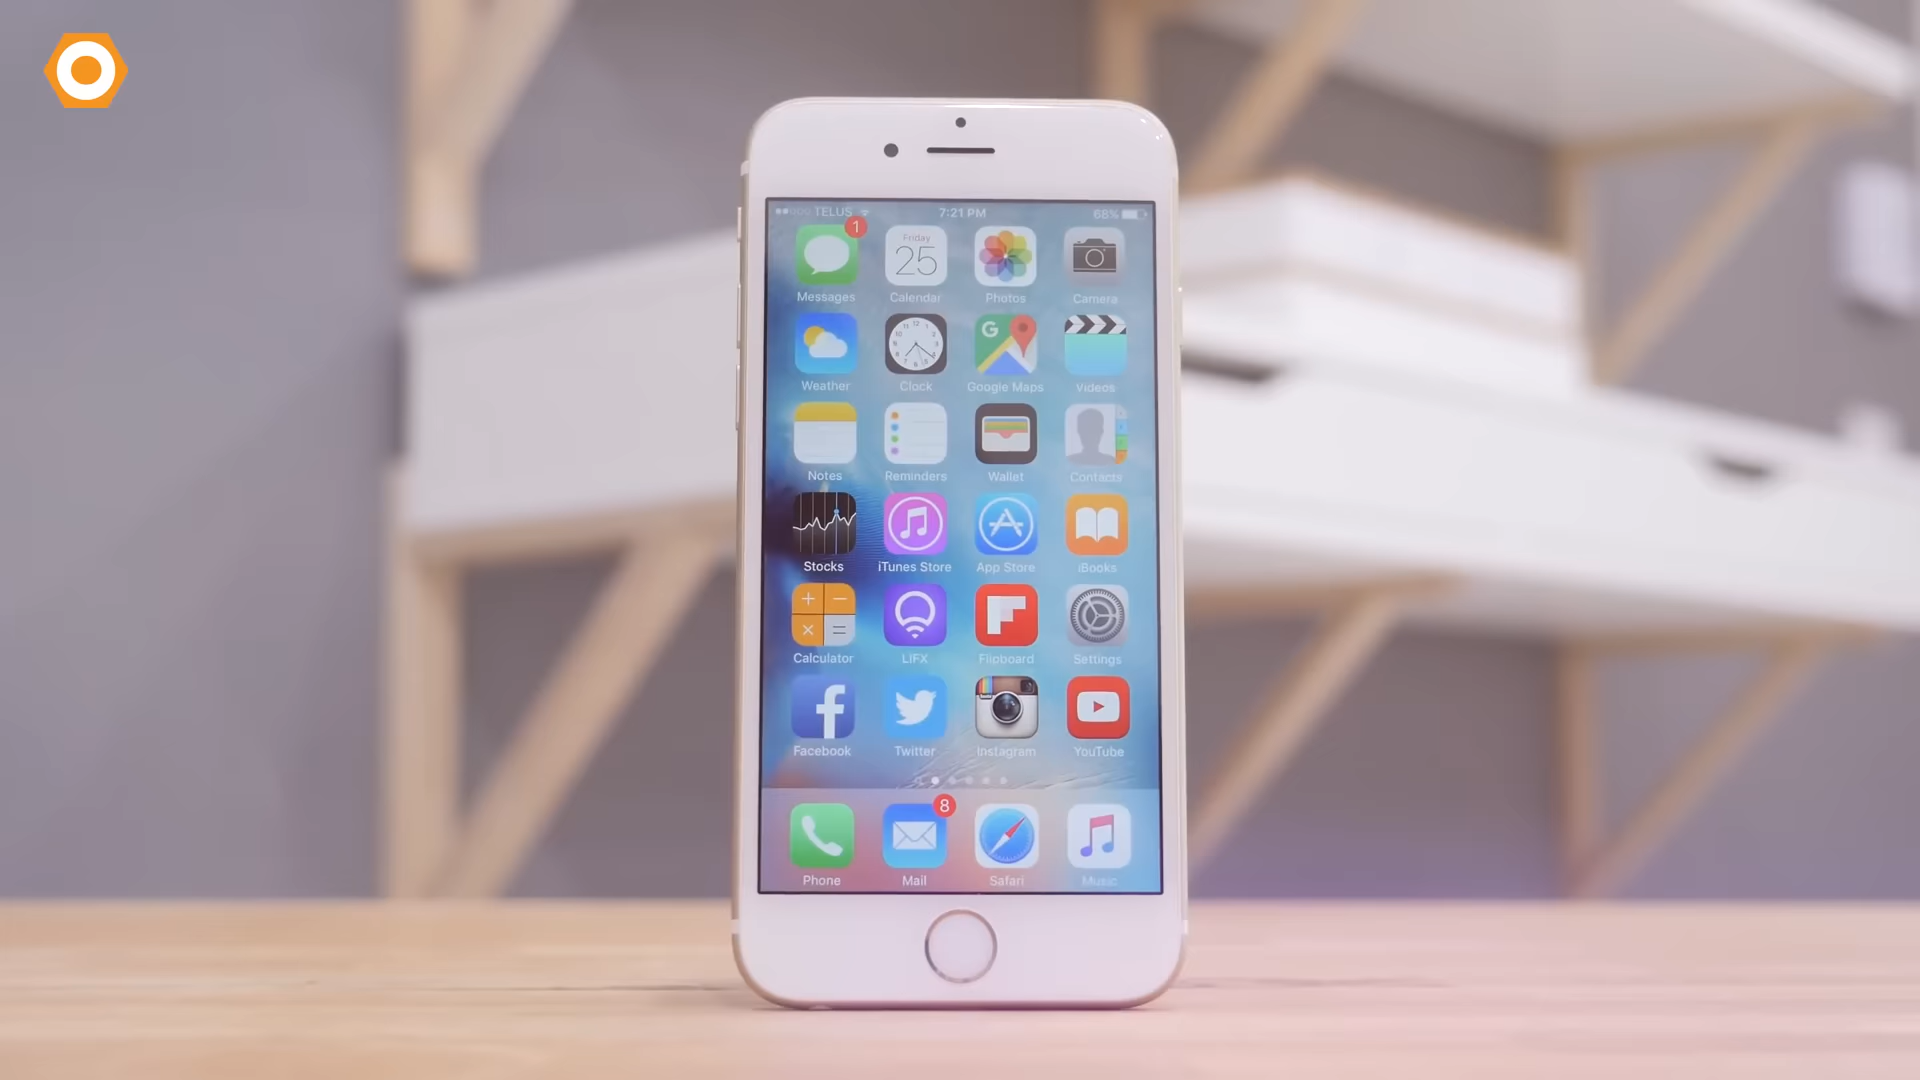 TELUS 7:21 PM 68%
1
Friday
25
Messages Calendar Photos Camera
G
Weather Clock Google Maps Videos
Notes Reminders Wallet Contacts
Stocks iTunes Store App Store iBooks
Calculator LIFX Flipboard Settings
Facebook Twitter Instagram YouTube
8
Phone Mail Safari Music